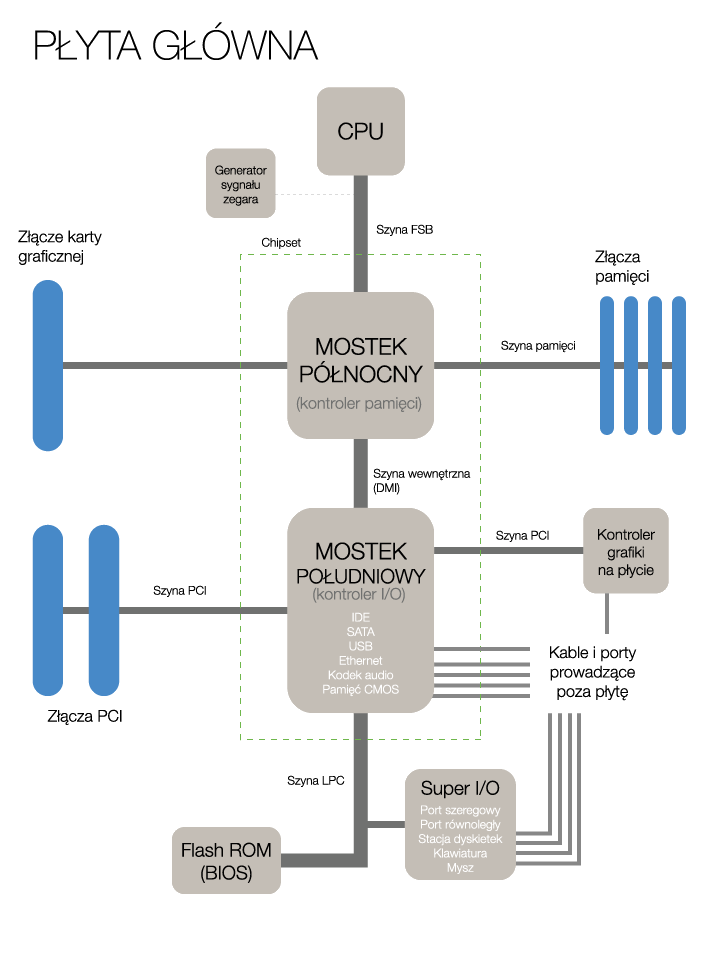 PŁYTA GŁÓWNA
CPU
Generator
sygnału
zegara
Szyna FSB
Chipset
Złącze karty
graficznej
Złącza
pamięci
MOSTEK
PÓŁNOCNY
(kontroler pamięci)
Szyna pamięci
Szyna wewnętrzna
(DMI)
MOSTEK
POŁUDNIOWY
(kontroler I/O)
IDE
SATA
USB
Ethernet
Kodek audio
Pamięć CMOS
Szyna PCI
Kontroler
grafiki
na płycie
Szyna PCI
Złącza PCI
Kable i porty
prowadzące
poza płytę
Szyna LPC
Super I/O
Port szeregowy
Port równoległy
Stacja dyskietek
Klawiatura
Mysz
Flash ROM
(BIOS)